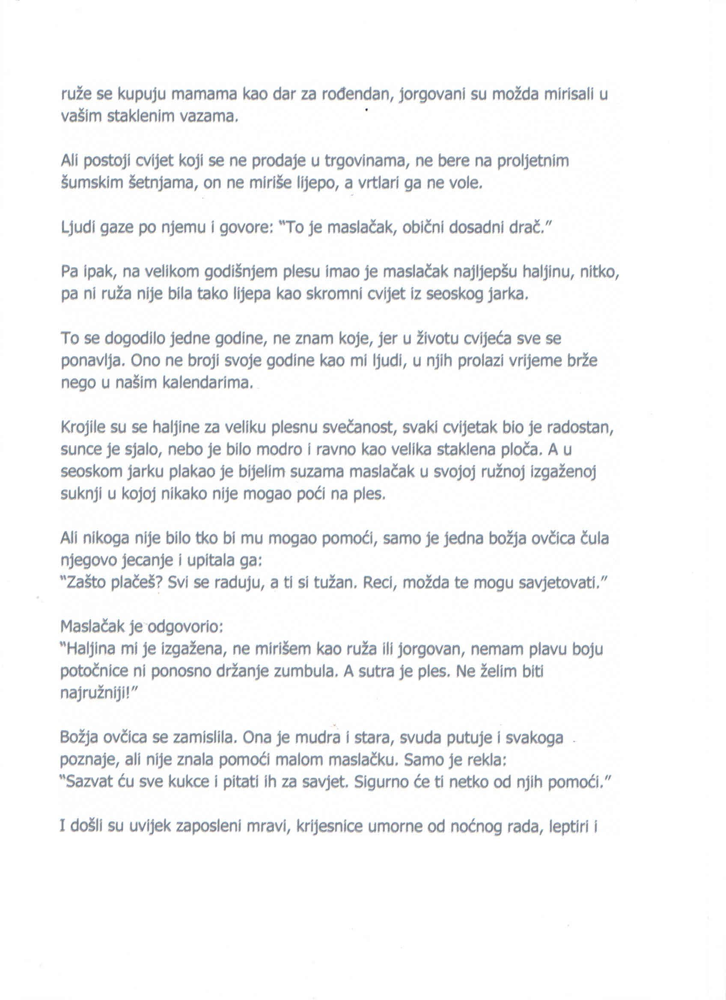 ruže se kupuju mamama kao dar za rođendan, jorgovani su možda mirisali u
vašim staklenim vazama.
Ali postoji cvijet koji se ne prodaje u trgovinama, ne bere na proljetnim
šumskim šetnjama, on ne miriše lijepo, a vrtlari ga ne vole.
Ljudi gaze po njemu i govore: "To je maslačak, obični dosadni drač."
Pa ipak, na velikom godišnjem plesu imao je maslačak najljepšu haljinu, nitko,
pa ni ruža nije bila tako lijepa kao skromni cvijet iz seoskog jarka.
To se dogodilo jedne godine, ne znam koje, jer u životu cvijeća sve se
ponavlja. Ono ne broji svoje godine kao mi ljudi, u njih prolazi vrijeme brže
nego u našim kalendarima.
Krojile su se haljine za veliku plesnu svečanost, svaki cvijetak bio je radostan,
sunce je sjalo, nebo je bilo modro i ravno kao velika staklena ploča. A u
seoskom jarku plakao je bijelim suzama maslačak u svojoj ružnoj izgaženoj
suknji u kojoj nikako nije mogao poći na ples.
Ali nikoga nije bilo tko bi mu mogao pomoći, samo je jedna božja ovčica čula
njegovo jecanje i upitala ga:
"Zašto plačeš? Svi se raduju, a ti si tužan. Reci, možda te mogu savjetovati."
Maslačak je odgovorio:
"Haljina mi je izgažena, ne mirišem kao ruža ili jorgovan, nemam plavu boju
potočnice ni ponosno držanje zumbula. A sutra je ples. Ne želim biti
najružniji!"
Božja ovčica se zamislila. Ona je mudra i stara, svuda putuje i svakoga
poznaje, ali nije znala pomoći malom maslačku. Samo je rekla:
"Sazvat ću sve kukce i pitati ih za savjet. Sigurno će ti netko od njih pomoći."
I došli su uvijek zaposleni mravi, krijesnice umorne od noćnog rada, leptiri i